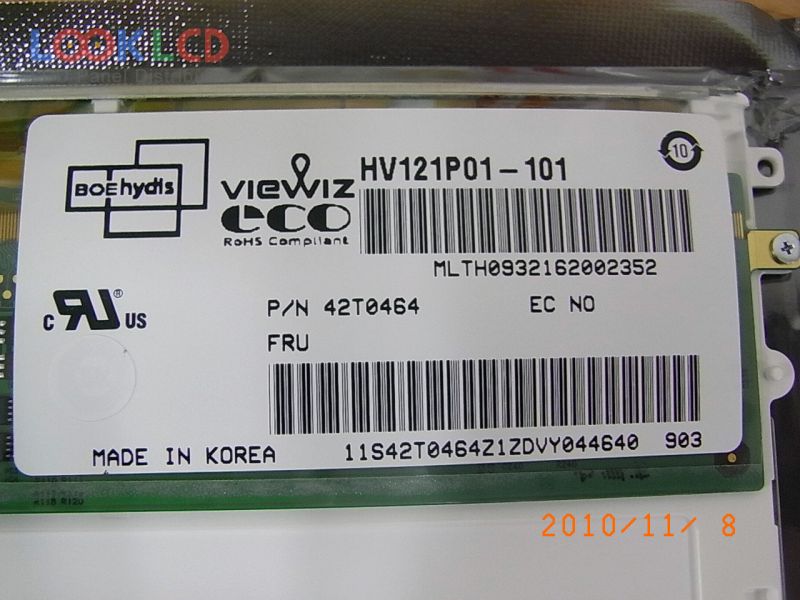 LOOK LCD
BOEhydis
VIEWIZ
eco
RoHS Compliant
HV121P01-101
10
MLTH0932162002352
P/N 42T0464 EC NO
FRU
C RU ® US
MADE IN KOREA
11S42T0464Z1ZDVY044640 903
2010/11/ 8